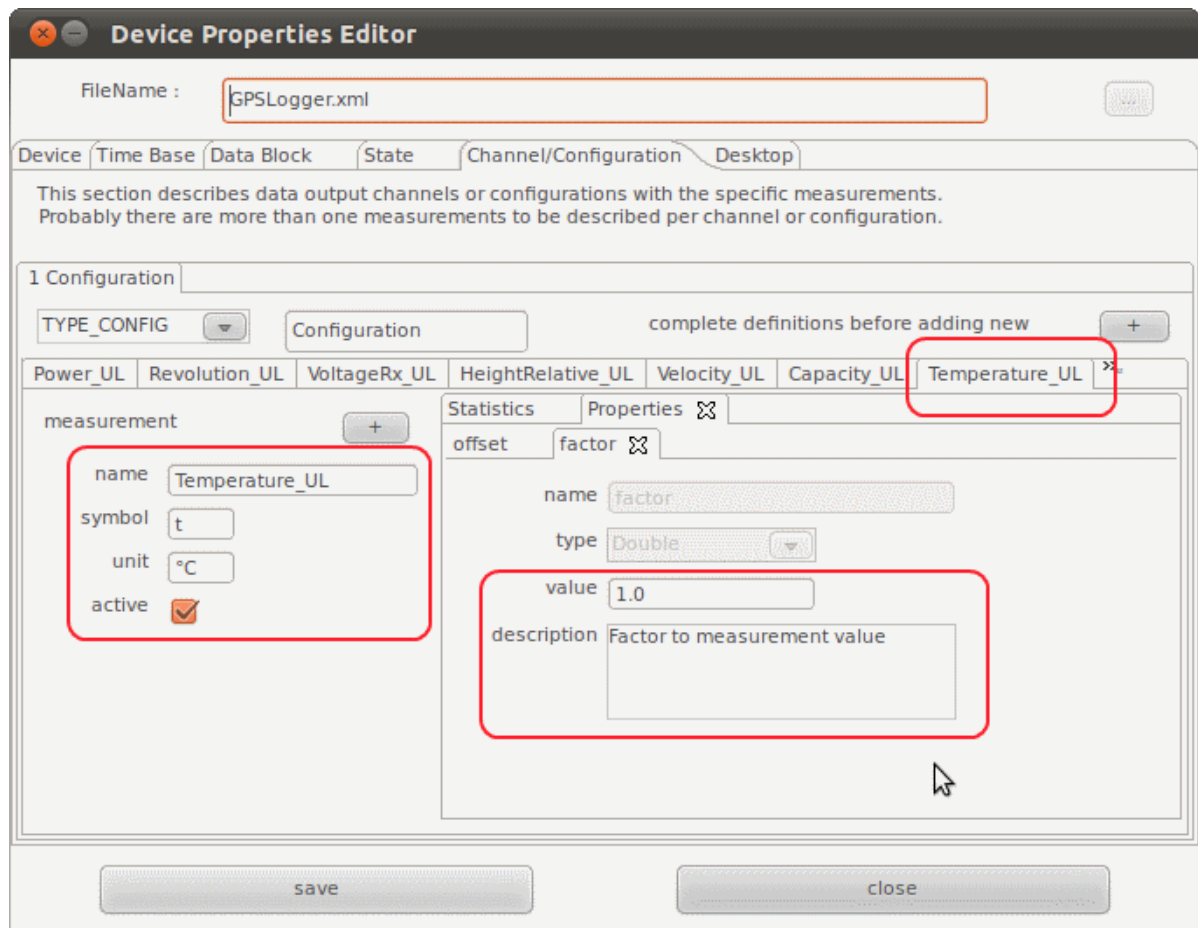 Device Properties Editor
FileName :
GPSLogger.xml
...
Device Time Base Data Block State Channel/Configuration Desktop
This section describes data output channels or configurations with the specific measurements.
Probably there are more than one measurements to be described per channel or configuration.
1 Configuration
TYPE_CONFIG Configuration complete definitions before adding new +
Power_UL Revolution_UL VoltageRx_UL HeightRelative_UL Velocity_UL Capacity_UL Temperature_UL
measurement +
name Temperature_UL
symbol t
unit °C
active
Statistics Properties
offset factor
name factor
type Double
value 1.0
description Factor to measurement value
save close